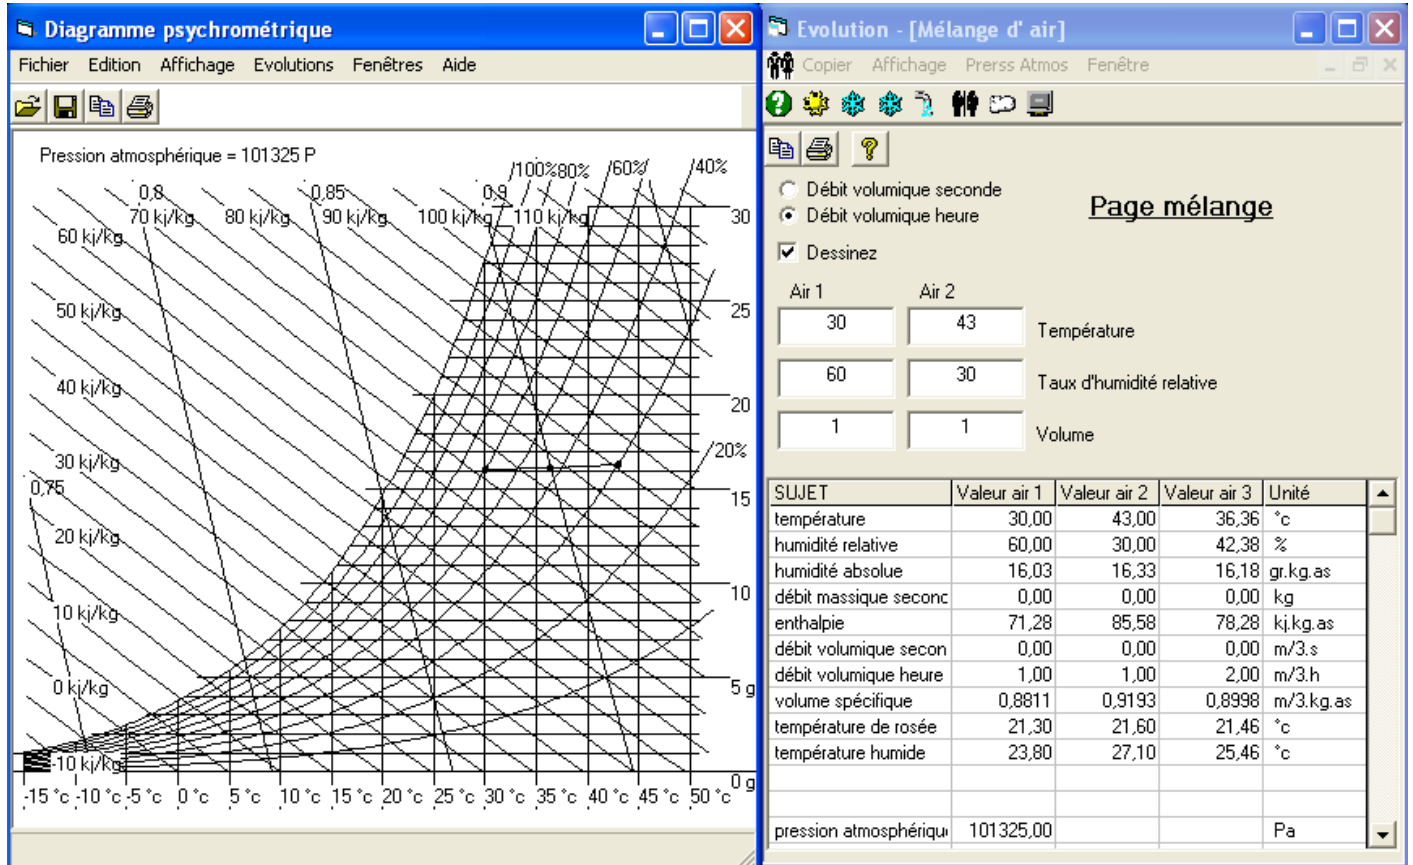 Diagramme psychrométrique
Fichier Edition Affichage Evolutions Fenêtres Aide
Pression atmosphérique = 101325 P
/100% 80% /60% /40%
0,8 0,85 0,9
70 kj/kg 80 kj/kg 90 kj/kg 100 kj/kg 110 kj/kg 30
60 kj/kg
50 kj/kg 25
40 kj/kg 20
/20%
30 kj/kg
0,75 15
20 kj/kg
10 kj/kg 10
0 kj/kg 5 g
-10 kj/kg
0 g
-15 °c -10 °c -5 °c 0 °c 5 °c 10 °c 15 °c 20 °c 25 °c 30 °c 35 °c 40 °c 45 °c 50 °c
Evolution - [Mélange d' air]
Copier Affichage Prerss Atmos Fenêtre
Débit volumique seconde
Débit volumique heure
Page mélange
Dessinez
Air 1 Air 2
30 43 Température
60 30 Taux d'humidité relative
1 1 Volume
SUJET Valeur air 1 Valeur air 2 Valeur air 3 Unité
température 30,00 43,00 36,36 °c
humidité relative 60,00 30,00 42,38 %
humidité absolue 16,03 16,33 16,18 gr.kg.as
débit massique seconc 0,00 0,00 0,00 kg
enthalpie 71,28 85,58 78,28 kj.kg.as
débit volumique secon 0,00 0,00 0,00 m/3.s
débit volumique heure 1,00 1,00 2,00 m/3.h
volume spécifique 0,8811 0,9193 0,8998 m/3.kg.as
température de rosée 21,30 21,60 21,46 °c
température humide 23,80 27,10 25,46 °c
pression atmosphériqu 101325,00 Pa